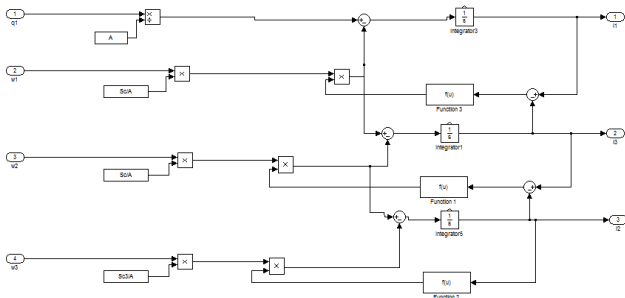 1
q1
A
×
÷
+
-
1
s
Integrator3
1
l1
2
w1
Sc/A
×
×
f(u)
Function 3
-
+
+
-
1
s
Integrator1
2
l3
3
w2
Sc/A
×
×
f(u)
Function 1
-
+
+
-
1
s
Integrator5
3
l2
4
w3
Sc3/A
×
×
f(u)
Function 2